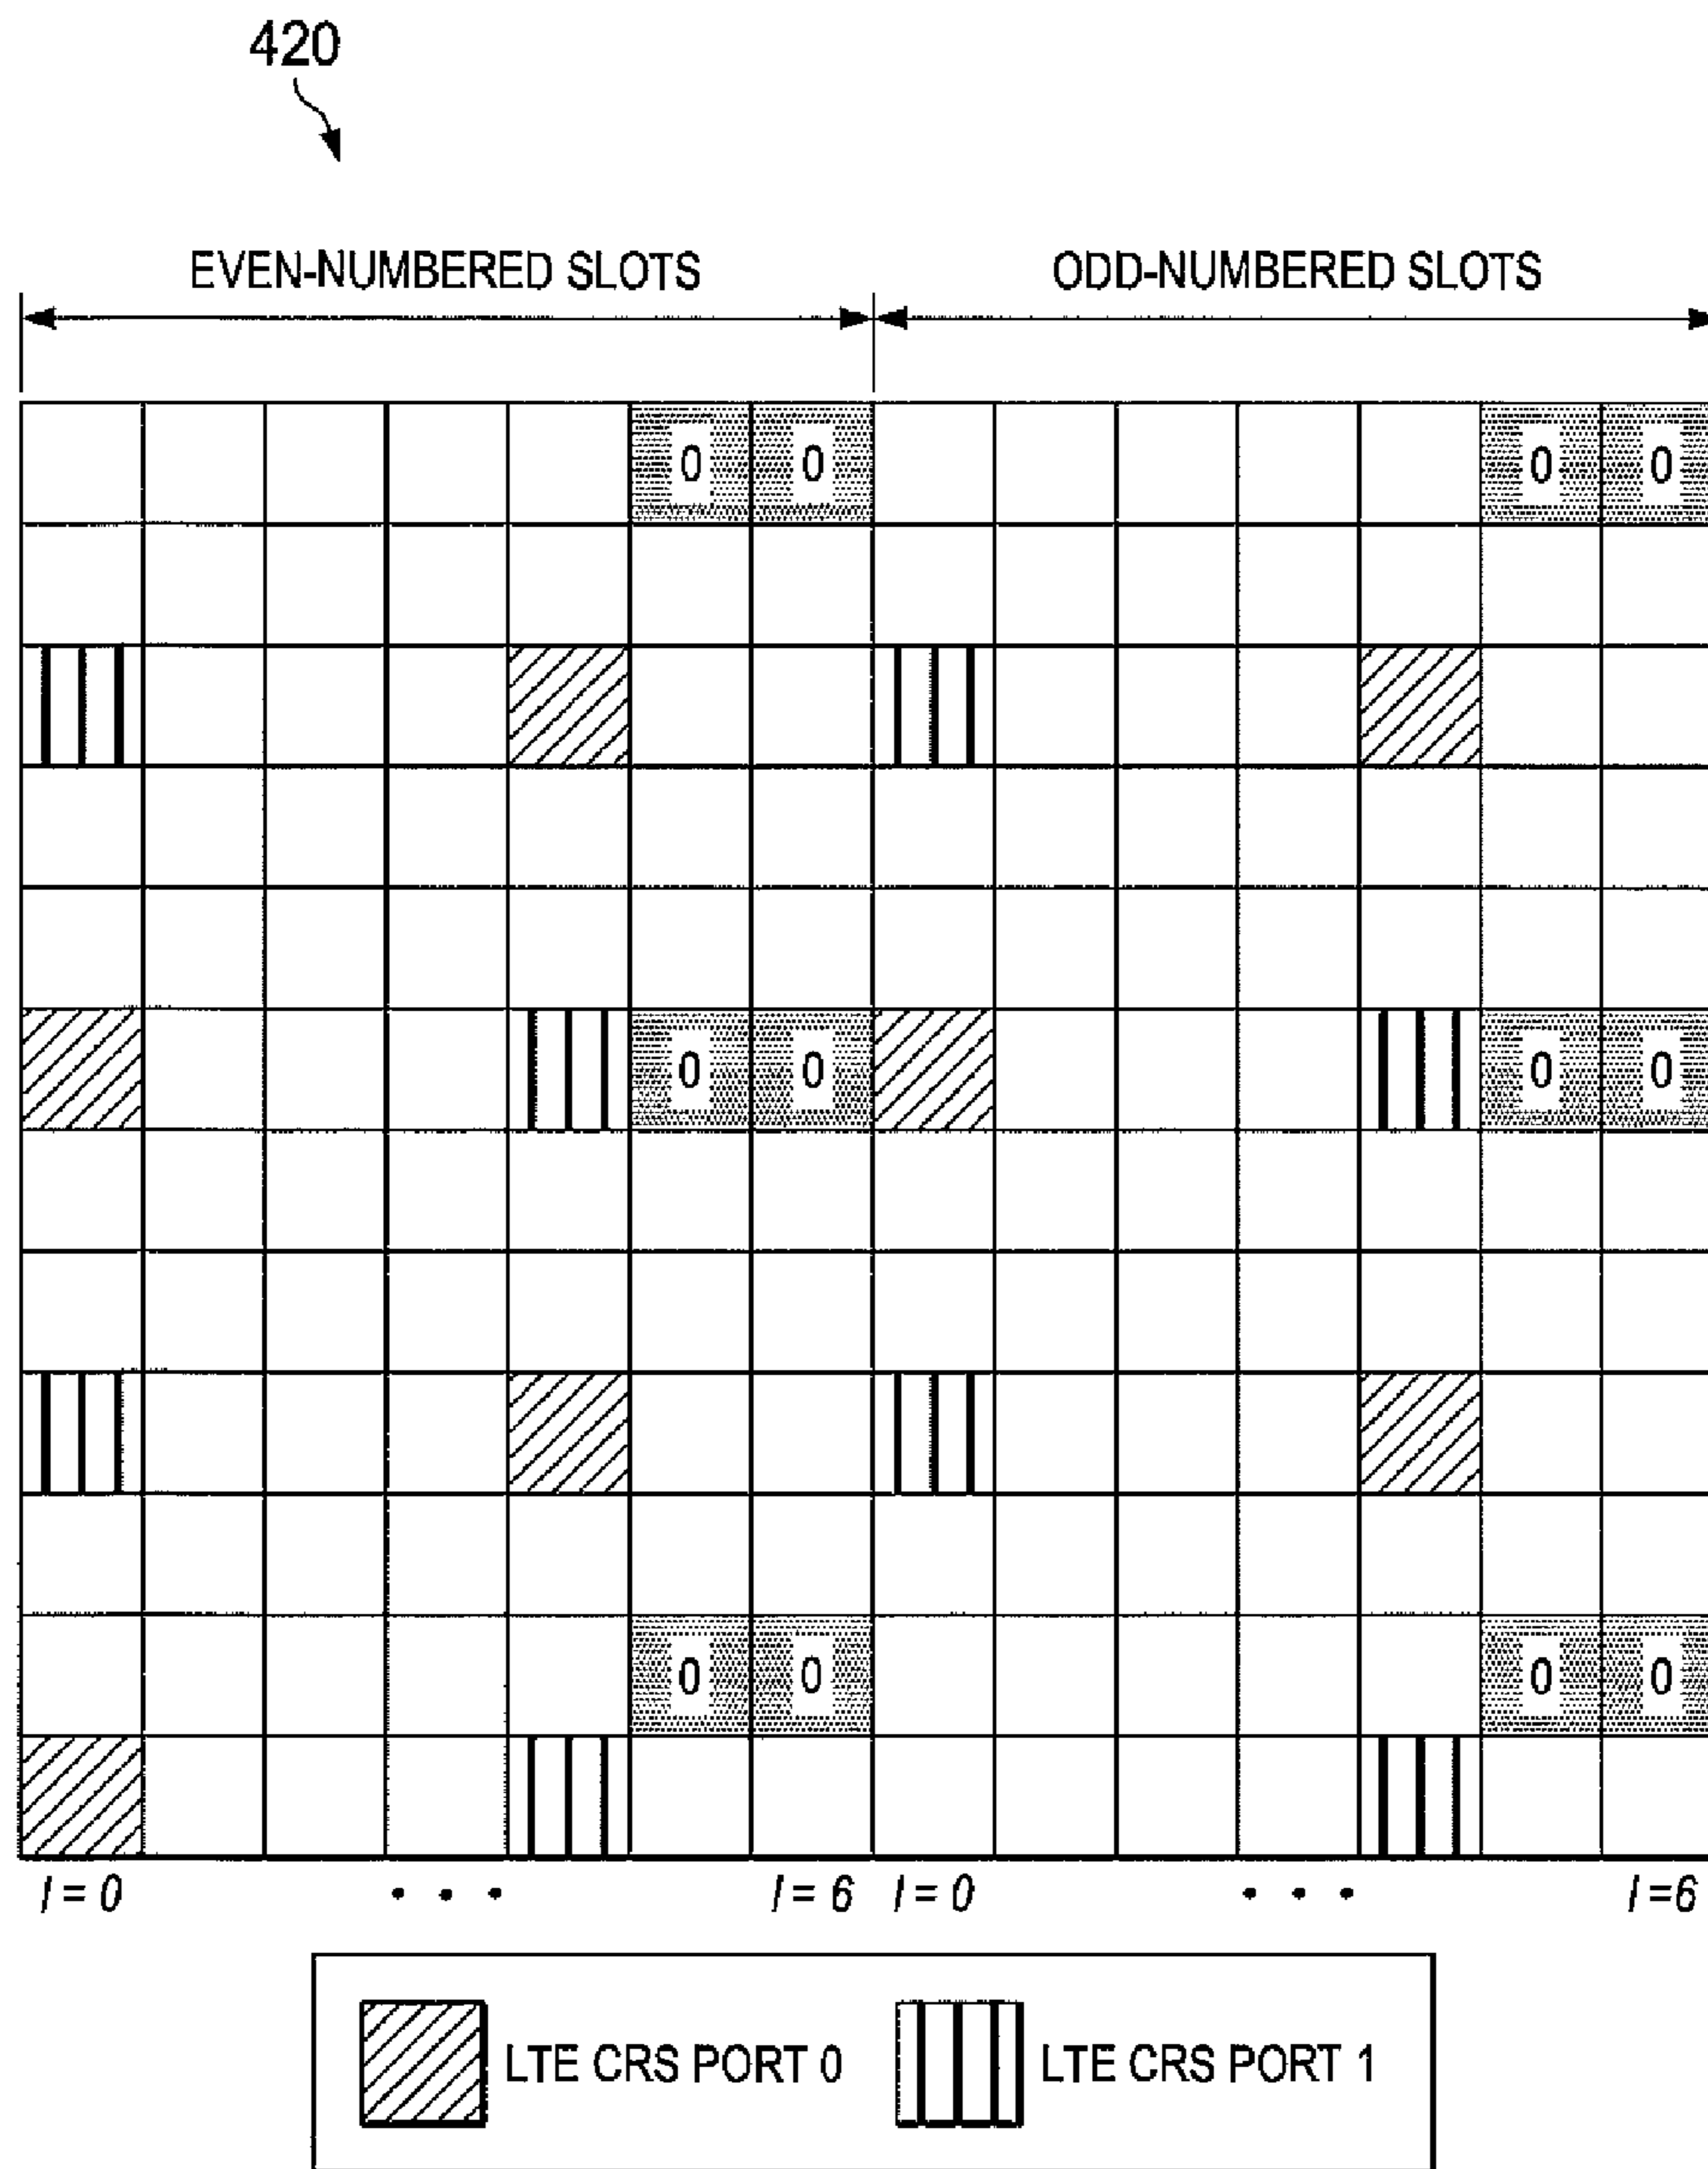 420
EVEN-NUMBERED SLOTS ODD-NUMBERED SLOTS
0 0 0 0
0 0 0 0
0 0 0 0
l = 0 • • • l = 6 l = 0 • • • l =6
LTE CRS PORT 0 LTE CRS PORT 1